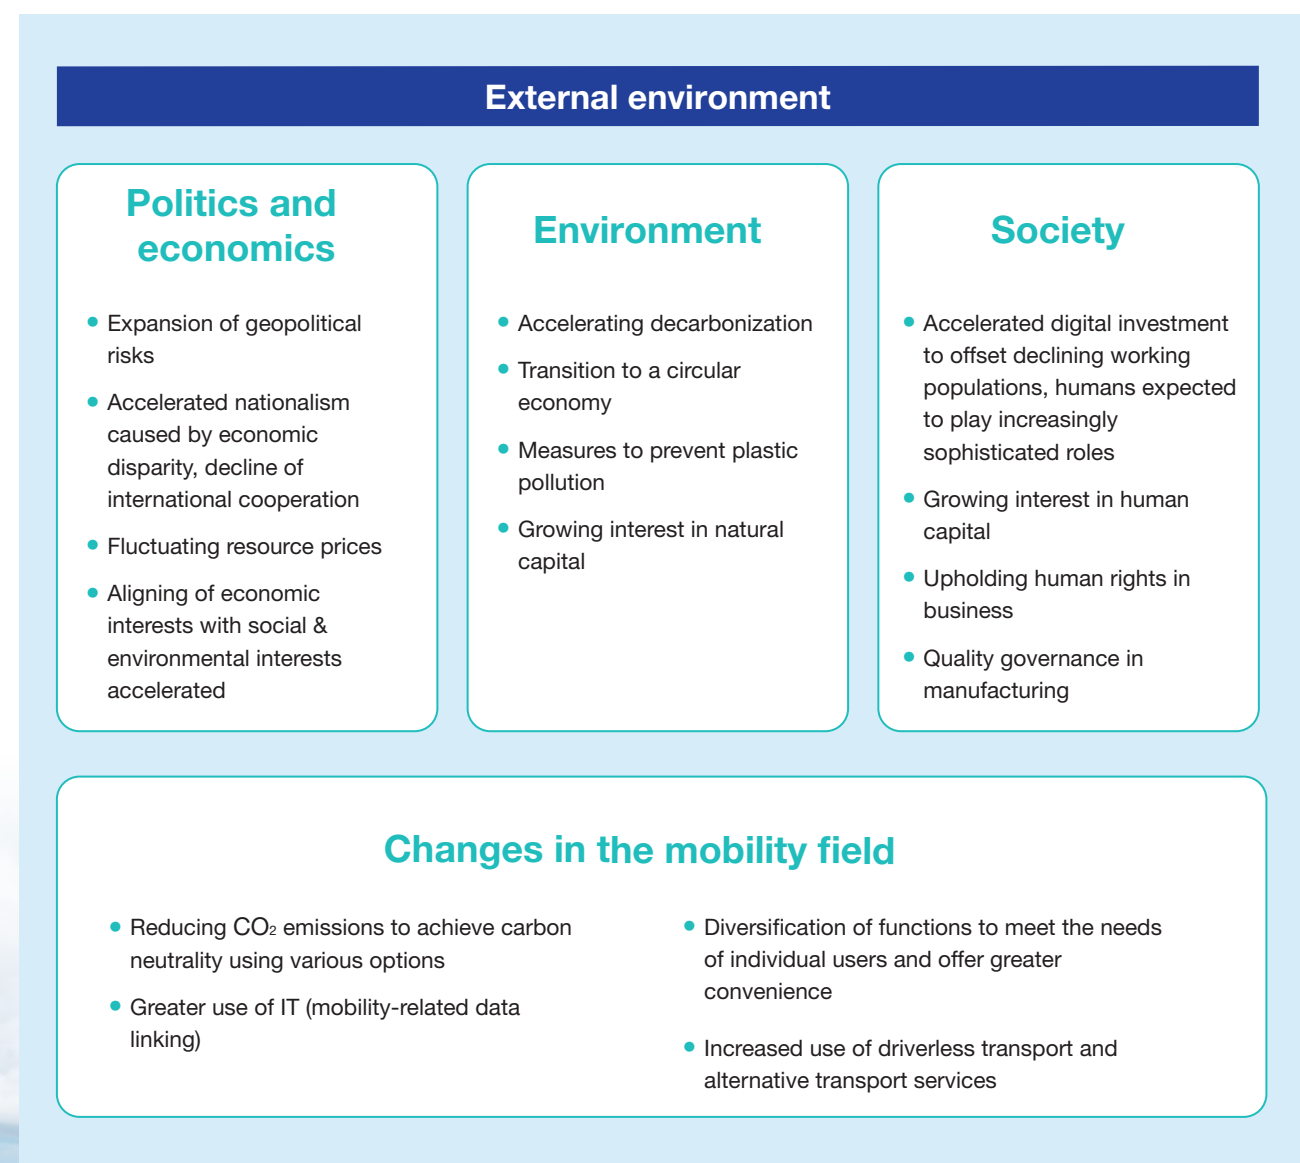 External environment
Politics and
economics
• Expansion of geopolitical
risks
• Accelerated nationalism
caused by economic
disparity, decline of
international cooperation
• Fluctuating resource prices
• Aligning of economic
interests with social &
environmental interests
accelerated
Environment
• Accelerating decarbonization
• Transition to a circular
economy
• Measures to prevent plastic
pollution
• Growing interest in natural
capital
Society
• Accelerated digital investment
to offset declining working
populations, humans expected
to play increasingly
sophisticated roles
• Growing interest in human
capital
• Upholding human rights in
business
• Quality governance in
manufacturing
Changes in the mobility field
• Reducing CO₂ emissions to achieve carbon
neutrality using various options
• Greater use of IT (mobility-related data
linking)
• Diversification of functions to meet the needs
of individual users and offer greater
convenience
• Increased use of driverless transport and
alternative transport services